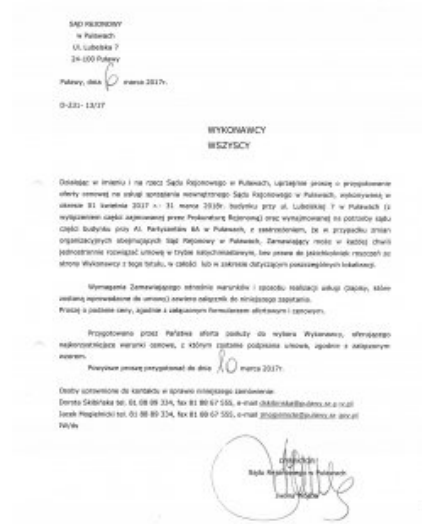 SĄD REJONOWY
w Puławach
Ul. Lubelska 7
24-100 Puławy
Puławy, dnia 6 marca 2017r.
D-231- 13/17
WYKONAWCY
WSZYSCY
Działając w imieniu i na rzecz Sądu Rejonowego w Puławach, uprzejmie proszę o przygotowanie
oferty cenowej na usługi sprzątania wewnętrznego Sądu Rejonowego w Puławach, wykonywaną w
okresie 01 kwietnia 2017 r.- 31 marca 2018r. budynku przy ul. Lubelskiej 7 w Puławach (z
wyłączeniem części zajmowanej przez Prokuraturę Rejonową) oraz wynajmowanej na potrzeby sądu
części budynku przy Al. Partyzantów 6A w Puławach, z zastrzeżeniem, że w przypadku zmian
organizacyjnych obejmujących Sąd Rejonowy w Puławach, Zamawiający może w każdej chwili
jednostronnie rozwiązać umowę w trybie natychmiastowym, bez prawa do jakichkolwiek roszczeń ze
strony Wykonawcy z tego tytułu, w całości lub w zakresie dotyczącym poszczególnych lokalizacji.
Wymagania Zamawiającego odnośnie warunków i sposobu realizacji usługi (zapisy, które
zostaną wprowadzone do umowy) zawiera załącznik do niniejszego zapytania.
Proszę o podanie ceny, zgodnie z załączonym formularzem ofertowym i cenowym.
Przygotowana przez Państwa oferta posłuży do wyboru Wykonawcy, oferującego
najkorzystniejsze warunki cenowe, z którym zostanie podpisana umowa, zgodnie z załączonym
wzorem.
Powyższe proszę przygotować do dnia 10 marca 2017r.
Osoby uprawnione do kontaktu w sprawie niniejszego zamówienia:
Dorota Skibińska tel. 81 88 89 334, fax 81 88 67 555, e-mail
Jacek Mogielnicki tel. 81 88 89 334, fax 81 88 67 555, e-mail
Sądu Rejonowego w Puławach